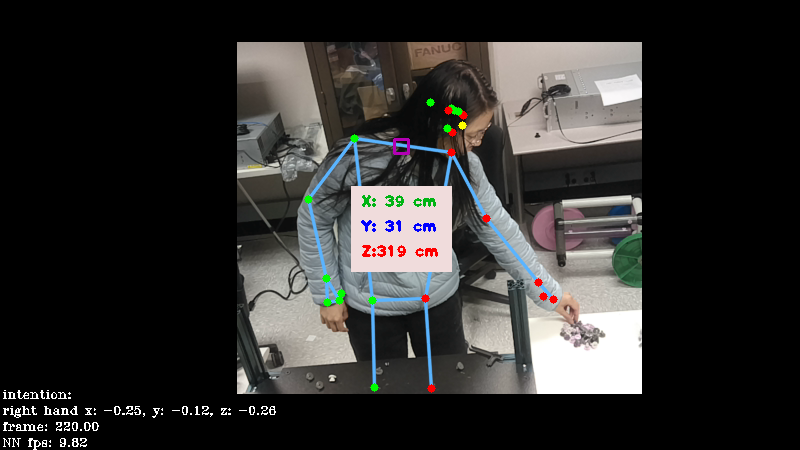 FANUC
X: 39 cm
Y: 31 cm
Z:319 cm
intention:
right hand x: -0.25, y: -0.12, z: -0.26
frame: 220.00
NN fps: 9.82